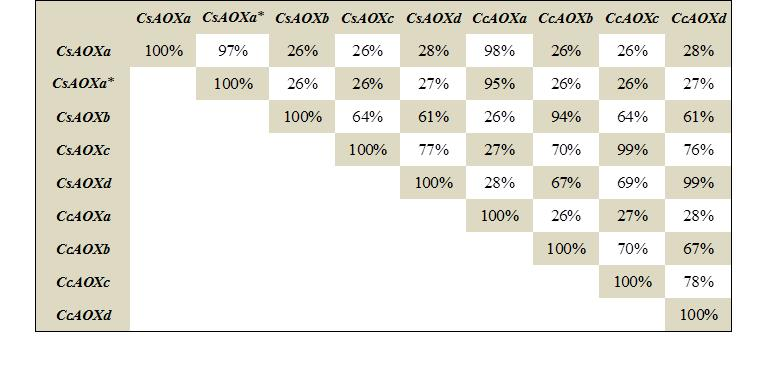 CsAOXa CsAOXa* CsAOXb CsAOXc CsAOXd CcAOXa CcAOXb CcAOXc CcAOXd
CsAOXa 100% 97% 26% 26% 28% 98% 26% 26% 28%
CsAOXa* 100% 26% 26% 27% 95% 26% 26% 27%
CsAOXb 100% 64% 61% 26% 94% 64% 61%
CsAOXc 100% 77% 27% 70% 99% 76%
CsAOXd 100% 28% 67% 69% 99%
CcAOXa 100% 26% 27% 28%
CcAOXb 100% 70% 67%
CcAOXc 100% 78%
CcAOXd 100%